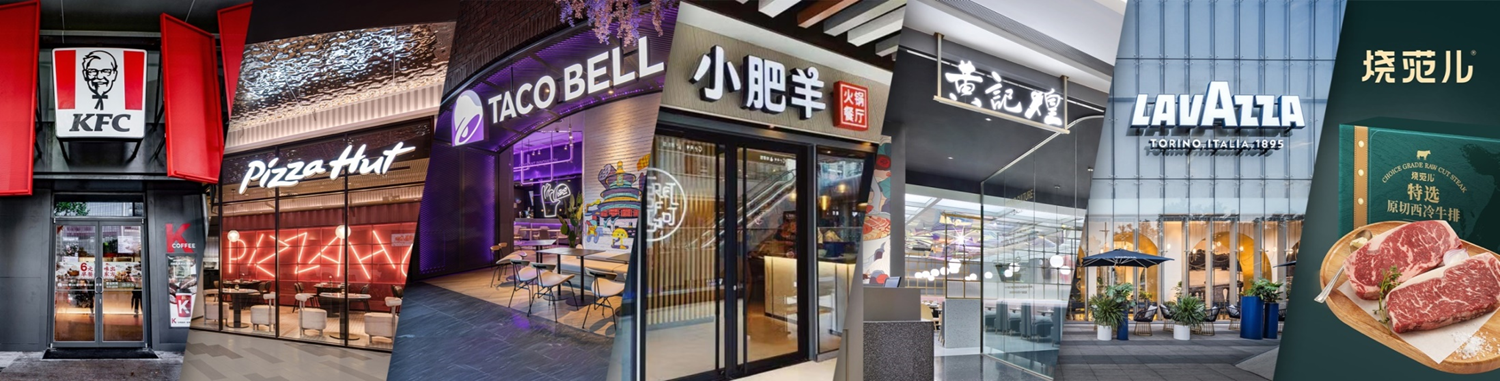 KFC
K
COFFEE
K
Pizza Hut
PIZZAHU
TACO BELL
小肥羊
火锅
餐厅
黄記煌
LAVAZZA
TORINO, ITALIA, 1895
烧范儿
CHOICE GRADE RAW CUT STEAK
烧范儿
特选
原切西冷牛排